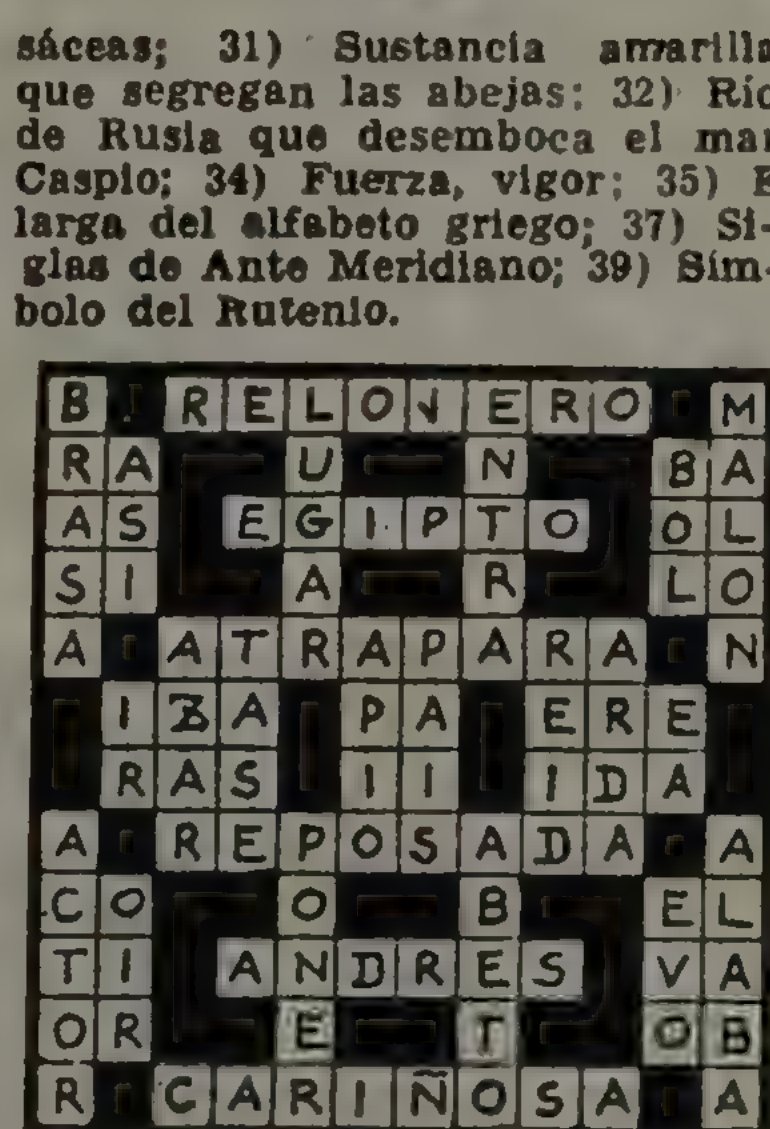 sáceas; 31) Sustancia amarilla
que segregan las abejas; 32) Río
de Rusia que desemboca el mar
Caspio; 34) Fuerza, vigor; 35) E
larga del alfabeto griego; 37) Si-
glas de Ante Meridiano; 39) Sím-
bolo del Rutenio.
B RELOJERO M
RA U N BA
AS EGIPTO OL
SI A R LO
A ATRAPARA N
IZA PA ERE
RAS II IDA
A REPOSADA A
CO O B EL
TI ANDRES VA
OR E T OB
R CARIÑOSA A